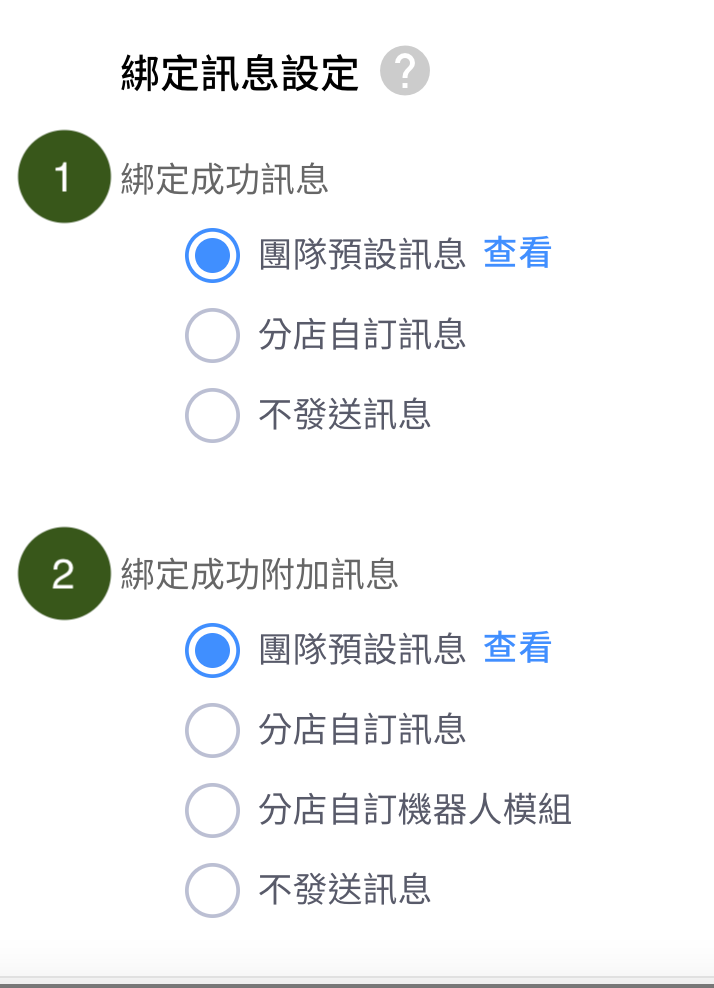 綁定訊息設定 ?
1 綁定成功訊息
團隊預設訊息 查看
分店自訂訊息
不發送訊息
2 綁定成功附加訊息
團隊預設訊息 查看
分店自訂訊息
分店自訂機器人模組
不發送訊息